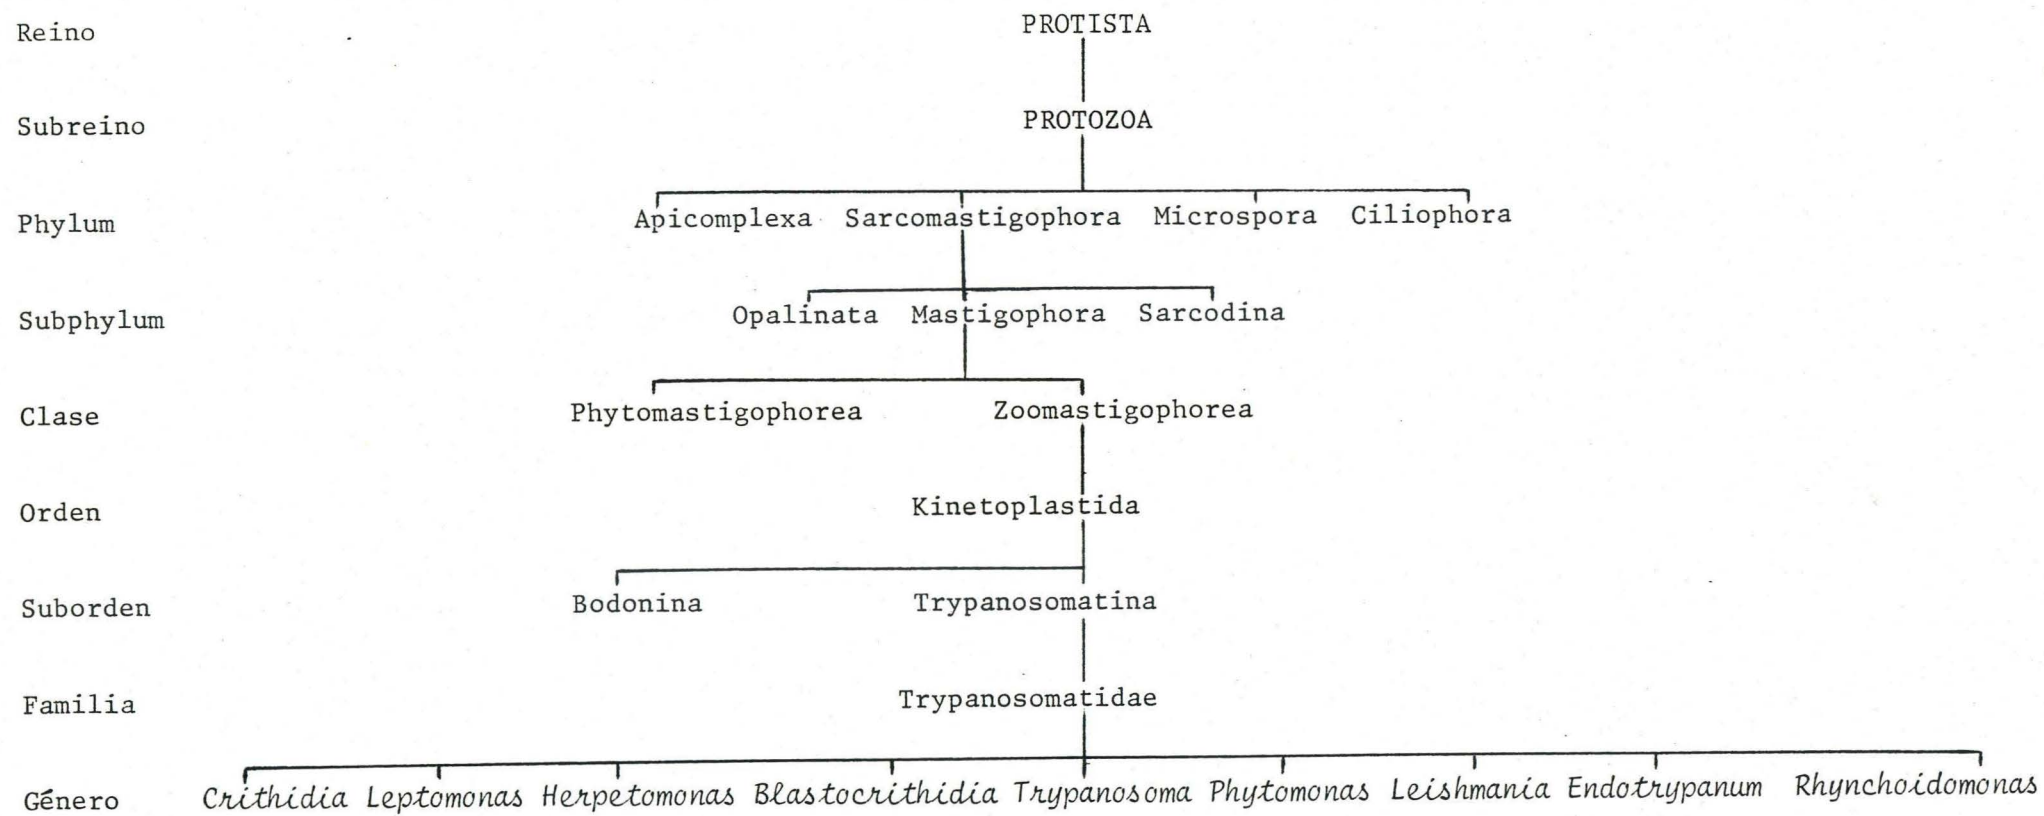 Reino PROTISTA
Subreino PROTOZOA
Phylum Apicomplexa Sarcomastigophora Microspora Ciliophora
Subphylum Opalinata Mastigophora Sarcodina
Clase Phytomastigophorea Zoomastigophorea
Orden Kinetoplastida
Suborden Bodonina Trypanosomatina
Familia Trypanosomatidae
Género Crithidia Leptomonas Herpetomonas Blastocrithidia Trypanosoma Phytomonas Leishmania Endotrypanum Rhynchoidomonas